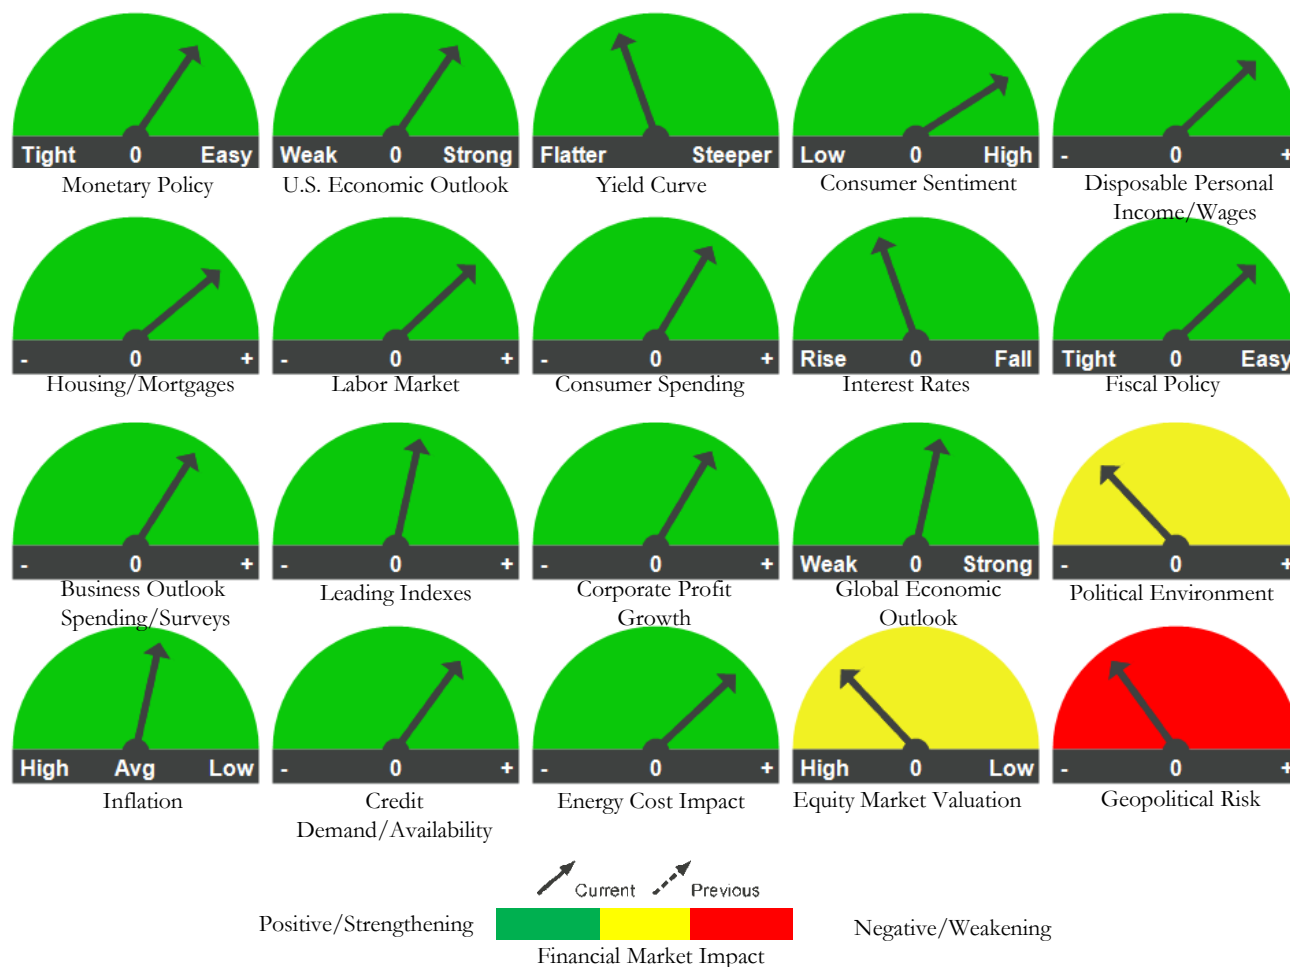 Tight 0 Easy
Weak 0 Strong
Flatter Steeper
Low 0 High
- 0 +
Monetary Policy
U.S. Economic Outlook
Yield Curve
Consumer Sentiment
Disposable Personal
Income/Wages
- 0 +
- 0 +
- 0 +
Rise 0 Fall
Tight 0 Easy
Housing/Mortgages
Labor Market
Consumer Spending
Interest Rates
Fiscal Policy
- 0 +
- 0 +
- 0 +
Weak 0 Strong
- 0 +
Business Outlook
Spending/Surveys
Leading Indexes
Corporate Profit
Growth
Global Economic
Outlook
Political Environment
High Avg Low
- 0 +
- 0 +
High 0 Low
- 0 +
Inflation
Credit
Demand/Availability
Energy Cost Impact
Equity Market Valuation
Geopolitical Risk
Current
Previous
Positive/Strengthening
Negative/Weakening
Financial Market Impact